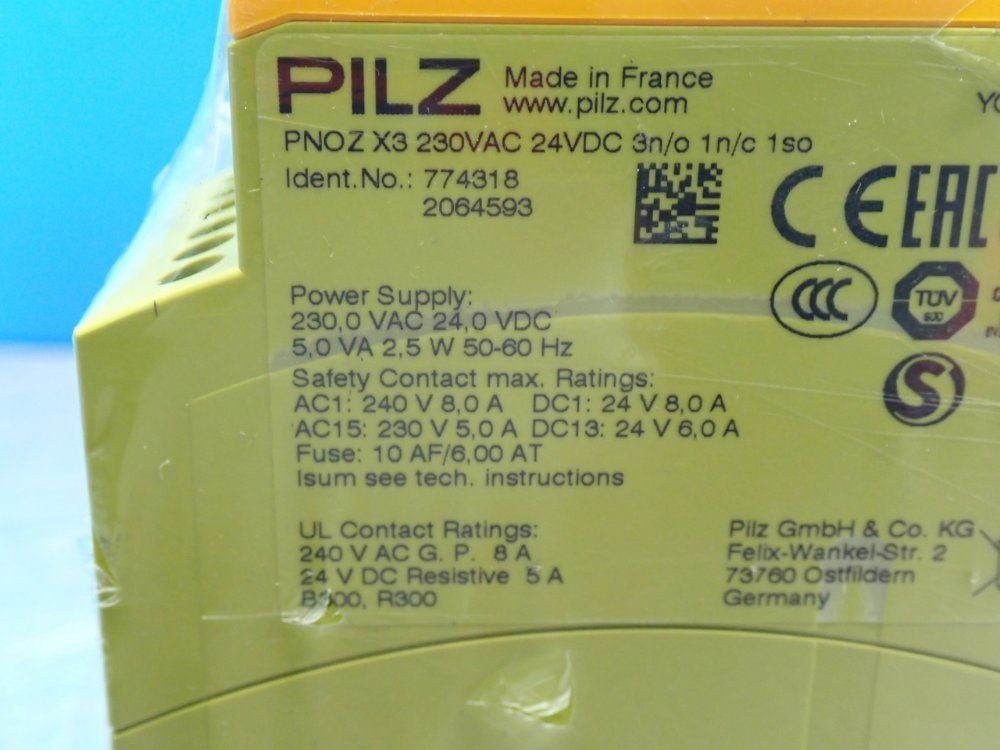 PILZ
Made in France
www.pilz.com
PNOZ X3 230VAC 24VDC 3n/o 1n/c 1so
Ident.No.: 774318
2064593
CE EAC
CCC
TÜV
Power Supply:
230,0 VAC 24,0 VDC
5,0 VA 2,5 W 50-60 Hz
Safety Contact max. Ratings:
AC1: 240 V 8,0 A DC1: 24 V 8,0 A
AC15: 230 V 5,0 A DC13: 24 V 6,0 A
Fuse: 10 AF/6,00 AT
Isum see tech. instructions
S
UL Contact Ratings:
240 V AC G. P. 8 A
24 V DC Resistive 5 A
B300, R300
Pilz GmbH & Co. KG
Felix-Wankel-Str. 2
73760 Ostfildern
Germany